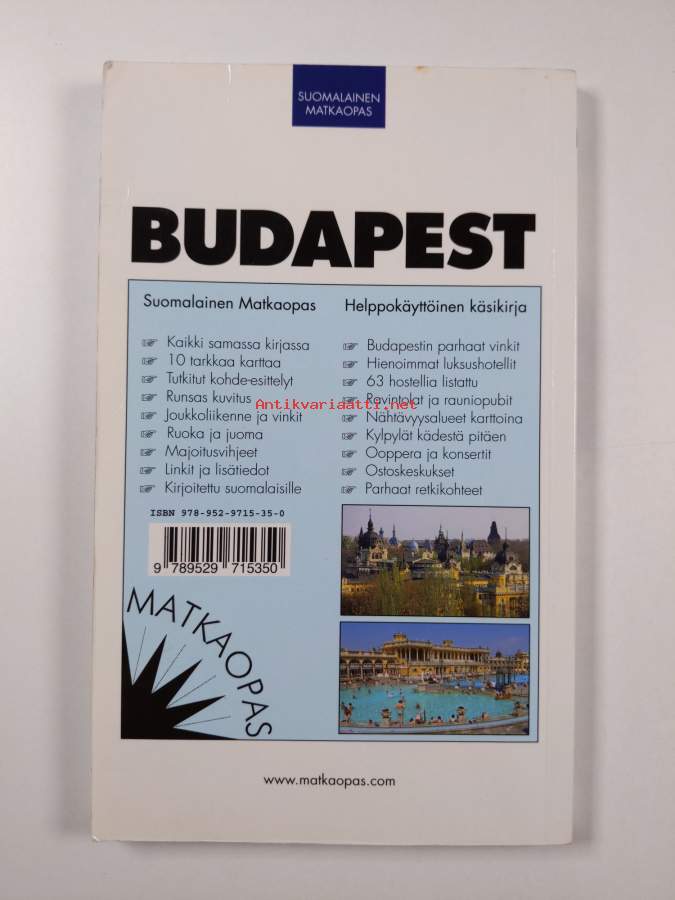 SUOMALAINEN
MATKAOPAS
BUDAPEST
Suomalainen Matkaopas
☞ Kaikki samassa kirjassa
☞ 10 tarkkaa karttaa
☞ Tutkitut kohde-esittelyt
☞ Runsas kuvitus
☞ Joukkoliikenne ja vinkit
☞ Ruoka ja juoma
☞ Majoitusvihjeet
☞ Linkit ja lisätiedot
☞ Kirjoitettu suomalaisille
Helppokäyttöinen käsikirja
☞ Budapestin parhaat vinkit
☞ Hienoimmat luksushotellit
☞ 63 hostellia listattu
☞ Ravintolat ja rauniopubit
☞ Nähtävyysalueet karttoina
☞ Kylpylät kädestä pitäen
☞ Ooppera ja konsertit
☞ Ostoskeskukset
☞ Parhaat retkikohteet
Antikvariaatti.net
ISBN 978-952-9715-35-0
9 789529 715350
MATKAOPAS
www.matkaopas.com